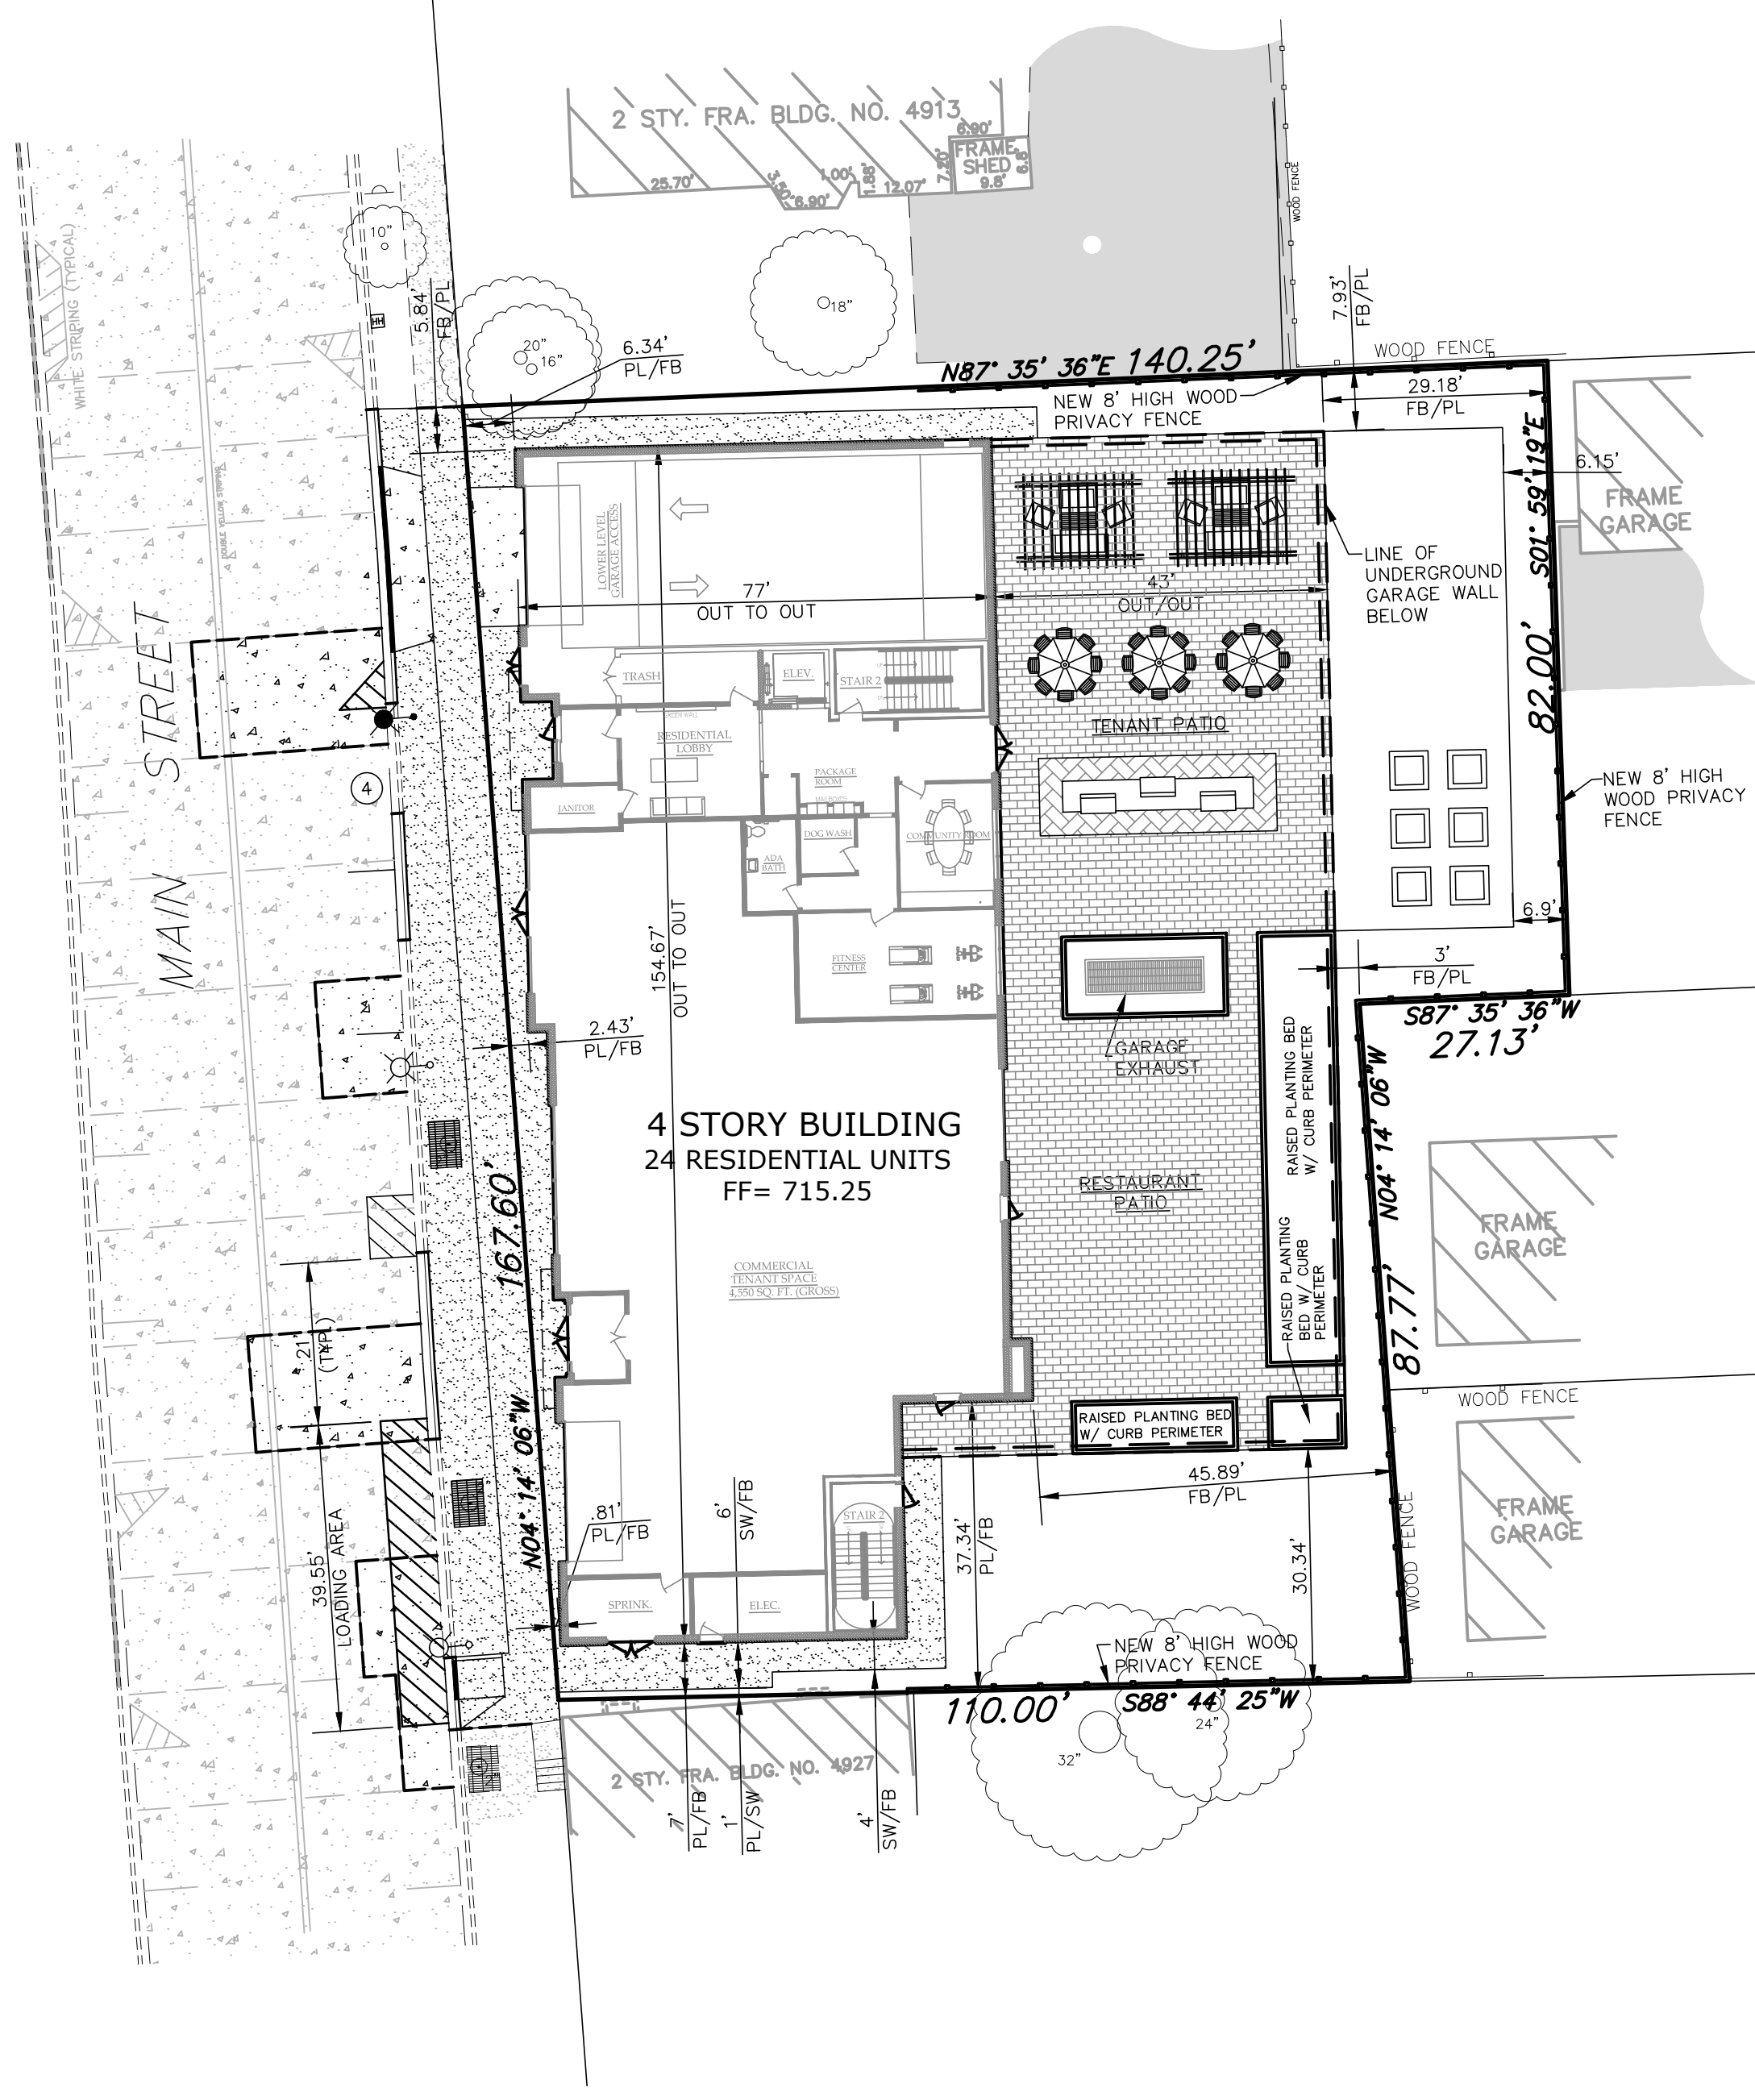 2 STY. FRA. BLDG. NO. 4913
6.90'
FRAME
SHED
9.8'
6.8'
7.20'
25.70'
3.50'
6.90'
1.00'
1.88'
12.07'
WOOD FENCE
WHITE STRIPING (TYPICAL)
10"
HH
5.84'
FB/PL
20"
16"
18"
6.34'
PL/FB
7.93'
FB/PL
WOOD FENCE
N87° 35' 36"E 140.25'
NEW 8' HIGH WOOD
PRIVACY FENCE
29.18'
FB/PL
6.15'
S01° 59' 19"E
82.00'
FRAME
GARAGE
DOUBLE YELLOW STRIPING
LOWER LEVEL
GARAGE ACCESS
77'
OUT TO OUT
43'
OUT/OUT
LINE OF
UNDERGROUND
GARAGE WALL
BELOW
MAIN STREET
4
TRASH
ELEV.
STAIR 2
GREEN WALL
RESIDENTIAL
LOBBY
TENANT PATIO
PACKAGE
ROOM
MAILBOXES
JANITOR
DOG WASH
COMMUNITY ROOM
ADA
BATH
NEW 8' HIGH
WOOD PRIVACY
FENCE
154.67'
OUT TO OUT
6.9'
FITNESS
CENTER
3'
FB/PL
S87° 35' 36"W
27.13'
2.43'
PL/FB
GARAGE
EXHAUST
RAISED PLANTING BED
W/ CURB PERIMETER
N04° 14' 06"W
87.77'
4 STORY BUILDING
24 RESIDENTIAL UNITS
FF= 715.25
RESTAURANT
PATIO
FRAME
GARAGE
167.60'
N04° 14' 06"W
COMMERCIAL
TENANT SPACE
4,550 SQ. FT. (GROSS)
RAISED PLANTING
BED W/ CURB
PERIMETER
21'
(TYPL)
WOOD FENCE
RAISED PLANTING BED
W/ CURB PERIMETER
45.89'
FB/PL
WOOD FENCE
FRAME
GARAGE
39.55'
LOADING AREA
.81'
PL/FB
6'
SW/FB
STAIR 2
37.34'
PL/FB
30.34'
SPRINK.
ELEC.
NEW 8' HIGH WOOD
PRIVACY FENCE
110.00' S88° 44' 25"W
24"
32"
2"
2 STY. FRA. BLDG. NO. 4927
7'
PL/FB
1'
PL/SW
4'
SW/FB